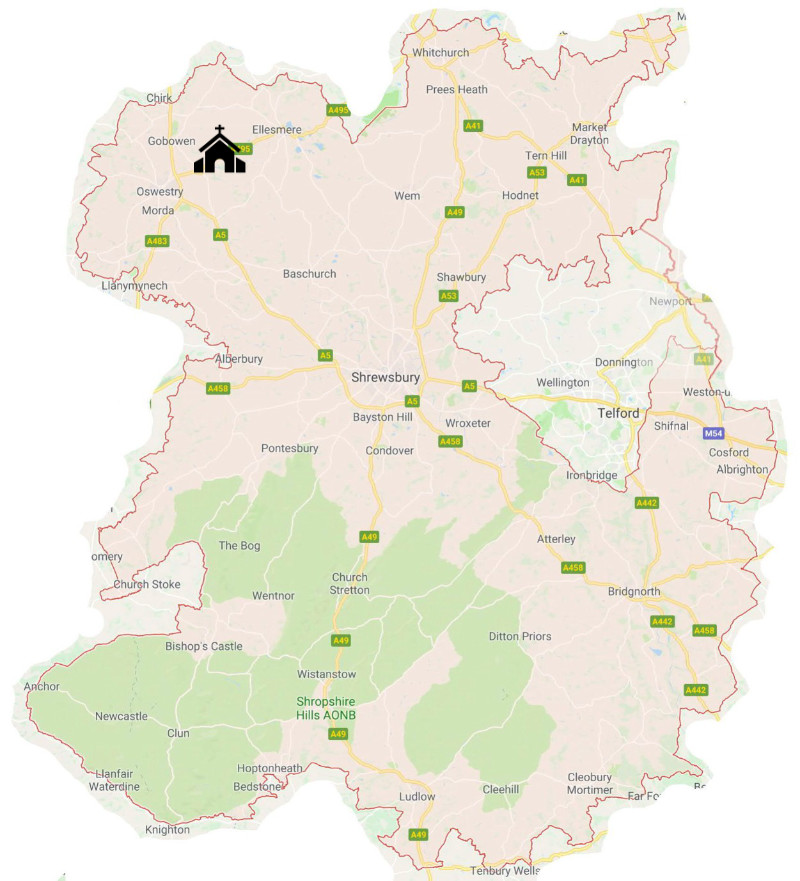 M
Whitchurch
Prees Heath
Chirk
A495
Ellesmere
A41
Gobowen
95
Market
Drayton
Tern Hill
A53
A41
Oswestry
Wem
Hodnet
Morda
A49
A5
A483
Baschurch
Shawbury
Llanymynech
A53
Newport
A5
Alberbury
A41
Donnington
Shrewsbury
Wellington
A458
A5
Weston-u
A5
Telford
Bayston Hill
Wroxeter
Shifnal
M54
A458
Pontesbury
Condover
Cosford
Albrighton
Ironbridge
A442
A49
Atterley
The Bog
omery
A458
Church
Stretton
Church Stoke
Wentnor
Bridgnorth
A442
A458
Ditton Priors
A49
Bishop's Castle
Wistanstow
Anchor
A442
Shropshire
Hills AONB
Newcastle
Clun
A49
Hoptonheath
Llanfair
Waterdine
Bedstone
Cleobury
Mortimer
Cleehill
Ludlow
Far Fo
Knighton
A49
Tenbury Wells